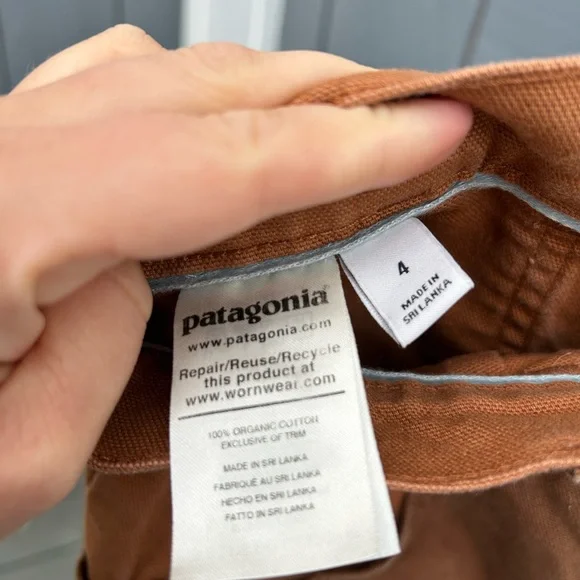 patagonia®
www.patagonia.com
Repair/Reuse/Recycle
this product at
www.wornwear.com
100% ORGANIC COTTON
EXCLUSIVE OF TRIM
MADE IN SRI LANKA
FABRIQUÉ AU SRI LANKA
HECHO EN SRI LANKA
FATTO IN SRI LANKA
4
MADE IN
SRI LANKA